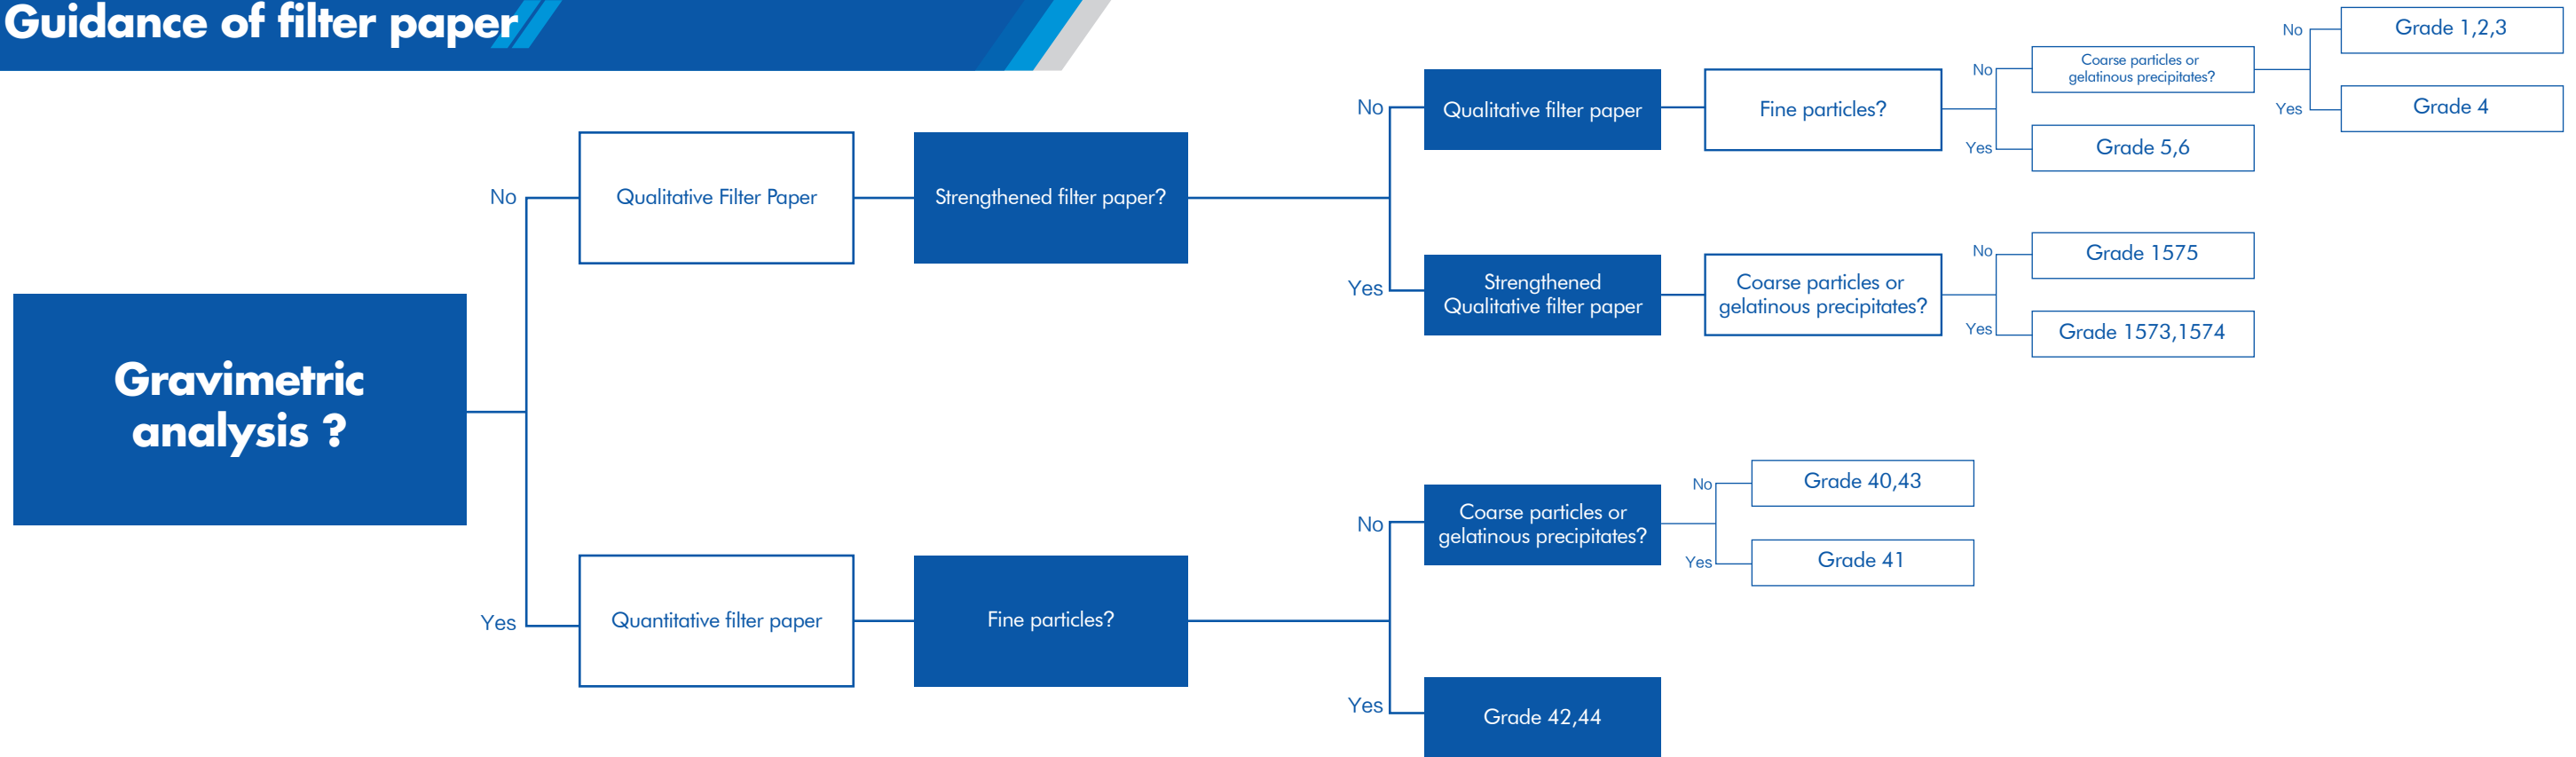 Guidance of filter paper
Gravimetric
analysis ?
No
Qualitative Filter Paper
Strengthened filter paper?
No
Qualitative filter paper
Fine particles?
No
Coarse particles or
gelatinous precipitates?
No
Grade 1,2,3
Yes
Grade 4
Yes
Grade 5,6
Yes
Strengthened
Qualitative filter paper
Coarse particles or
gelatinous precipitates?
No
Grade 1575
Yes
Grade 1573,1574
Yes
Quantitative filter paper
Fine particles?
No
Coarse particles or
gelatinous precipitates?
No
Grade 40,43
Yes
Grade 41
Yes
Grade 42,44